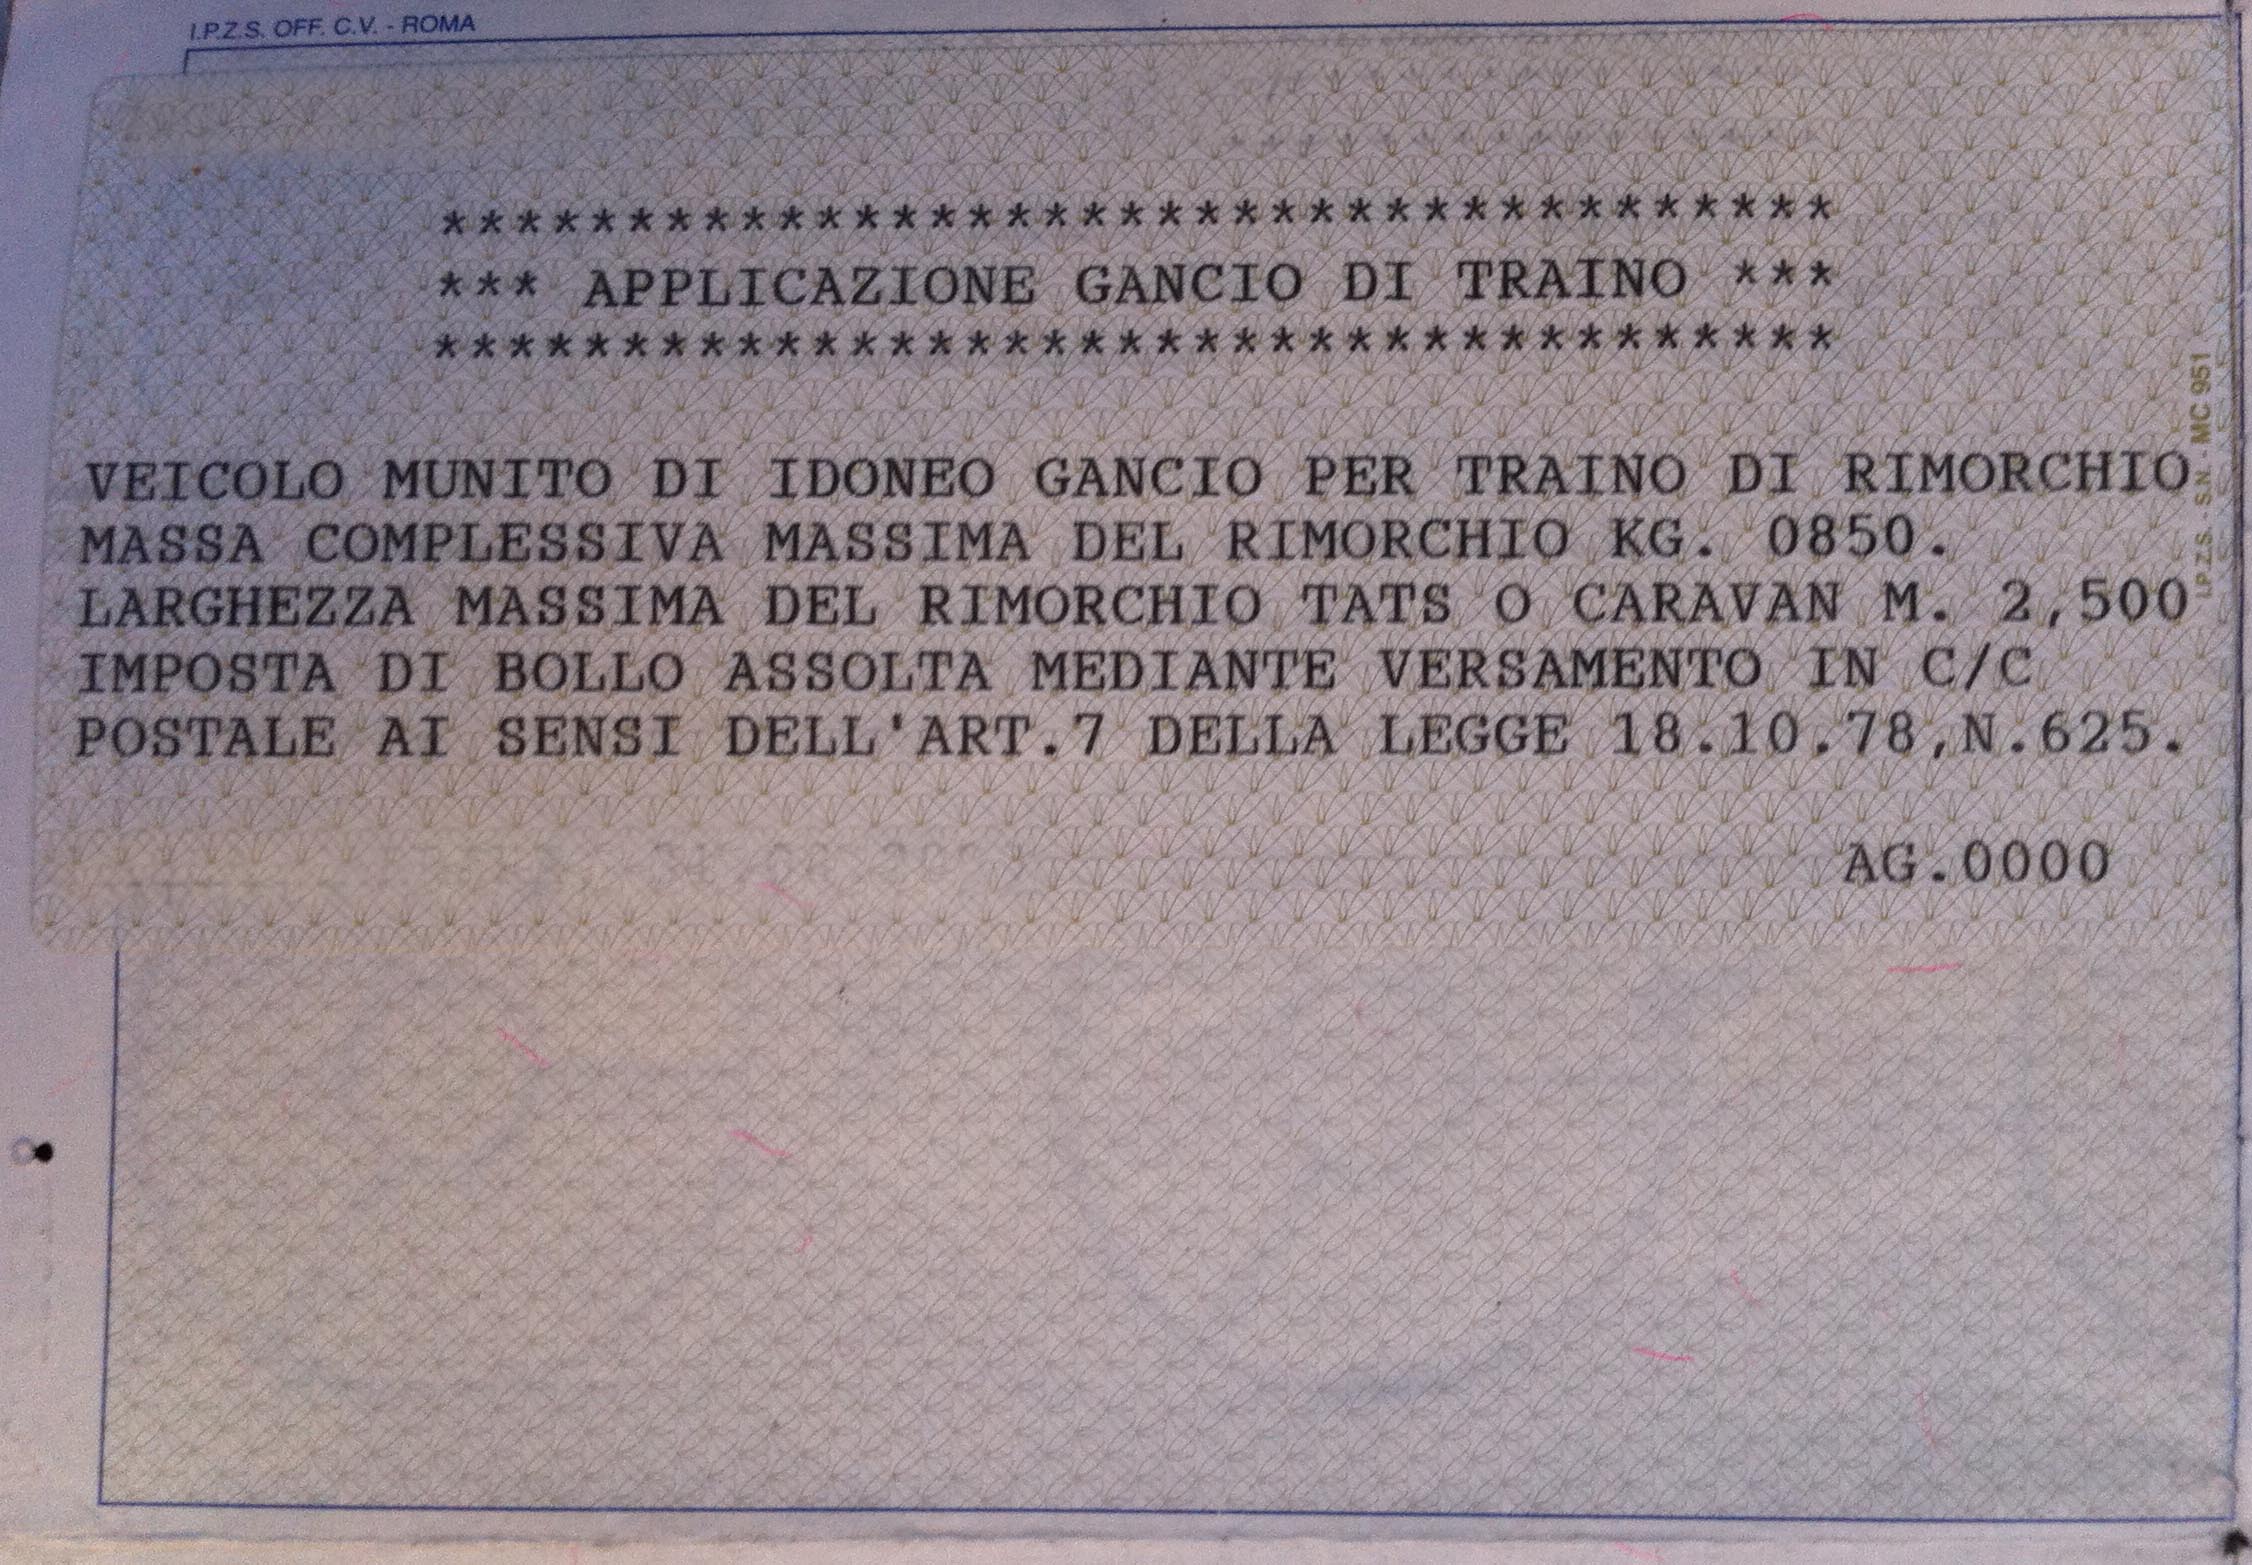 I.P.Z.S. OFF. C.V. - ROMA
*************************************
*** APPLICAZIONE GANCIO DI TRAINO ***
*************************************
VEICOLO MUNITO DI IDONEO GANCIO PER TRAINO DI RIMORCHIO
MASSA COMPLESSIVA MASSIMA DEL RIMORCHIO KG. 0850.
LARGHEZZA MASSIMA DEL RIMORCHIO TATS O CARAVAN M. 2,500
IMPOSTA DI BOLLO ASSOLTA MEDIANTE VERSAMENTO IN C/C
POSTALE AI SENSI DELL'ART.7 DELLA LEGGE 18.10.78,N.625.
AG.0000
I.P.Z.S. S.N. - MC 951